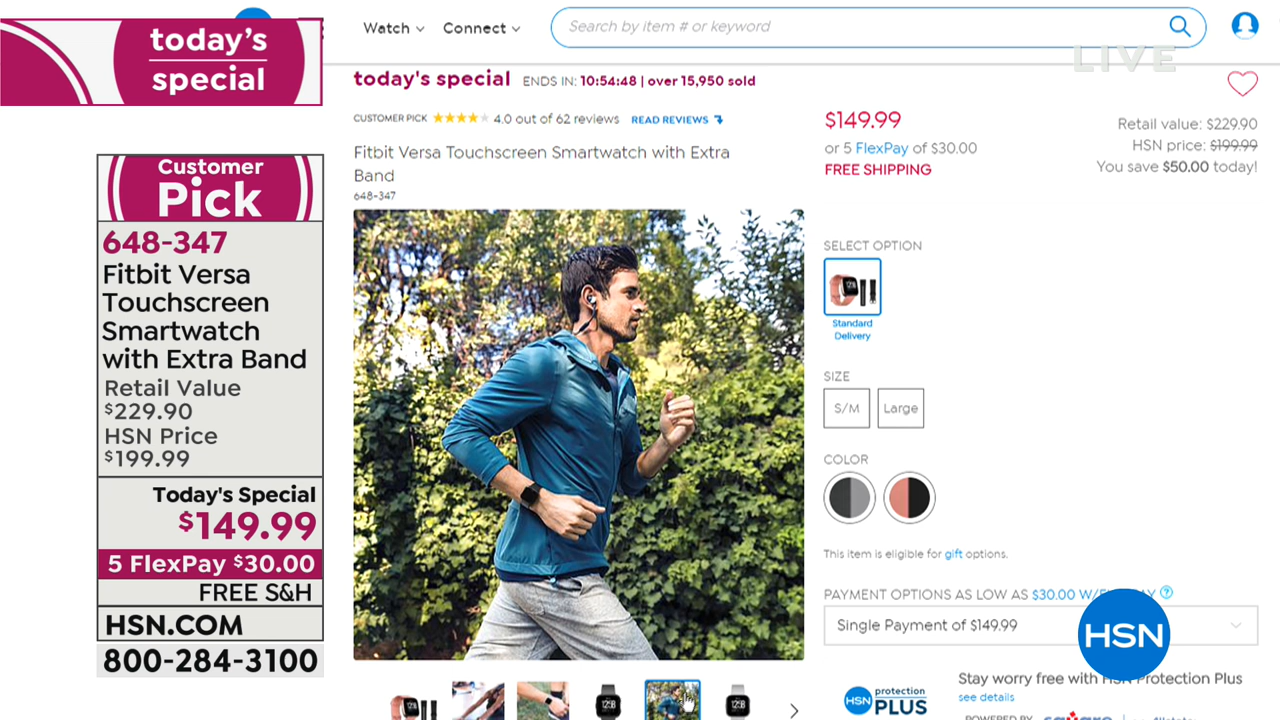 today's
special
Customer
Pick
648-347
Fitbit Versa
Touchscreen
Smartwatch
with Extra Band
Retail Value
$229.90
HSN Price
$199.99
Today's Special
$149.99
5 FlexPay $30.00
FREE S&H
HSN.COM
800-284-3100
Watch
Connect
Search by item # or keyword
LIVE
today's special ENDS IN: 10:54:48 | over 15,950 sold
CUSTOMER PICK 4.0 out of 62 reviews READ REVIEWS
Fitbit Versa Touchscreen Smartwatch with Extra
Band
648-347
$149.99
or 5 FlexPay of $30.00
FREE SHIPPING
Retail value: $229.90
HSN price: $199.99
You save $50.00 today!
SELECT OPTION
Standard
Delivery
SIZE
S/M Large
COLOR
This item is eligible for gift options.
PAYMENT OPTIONS AS LOW AS $30.00
Single Payment of $149.99
HSN
HSN protection
PLUS
Stay worry free with HSN Protection Plus
see details
POWERED BY square Allstate